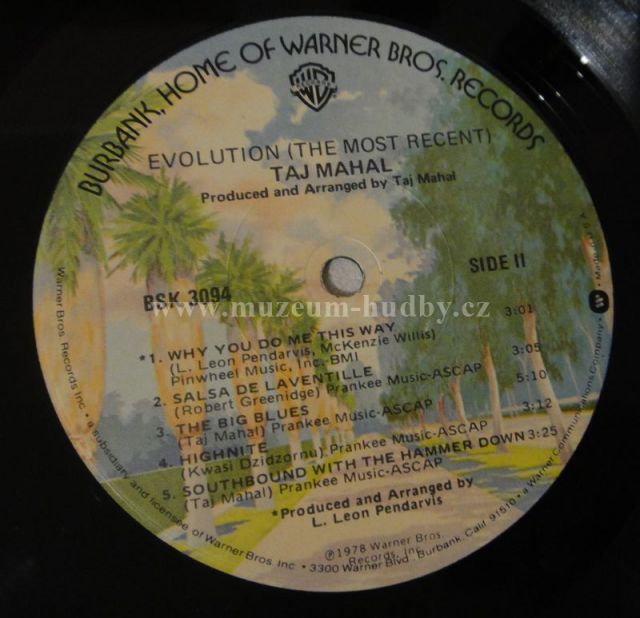 BURBANK, HOME OF WARNER BROS. RECORDS
EVOLUTION (THE MOST RECENT)
TAJ MAHAL
Produced and Arranged by Taj Mahal
BSK 3094
SIDE II
www.muzeum-hudby.cz
*1. WHY YOU DO ME THIS WAY 3:01
(L. Leon Pendarvis, McKenzie Willis)
Pinwheel Music, Inc. BMI
2. SALSA DE LAVENTILLE 3:05
(Robert Greenidge) Prankee Music-ASCAP
3. THE BIG BLUES 5:10
(Taj Mahal) Prankee Music-ASCAP
4. HIGHNITE 3:12
(Kwasi Dzidzornu) Prankee Music-ASCAP
5. SOUTHBOUND WITH THE HAMMER DOWN 3:25
(Taj Mahal) Prankee Music-ASCAP
*Produced and Arranged by
L. Leon Pendarvis
℗1978 Warner Bros.
Records, Inc.
Warner Bros. Records Inc. • a subsidiary and licensee of Warner Bros. Inc. • 3300 Warner Blvd., Burbank, Calif. 91510 • a Warner Communications Company • W • Made in